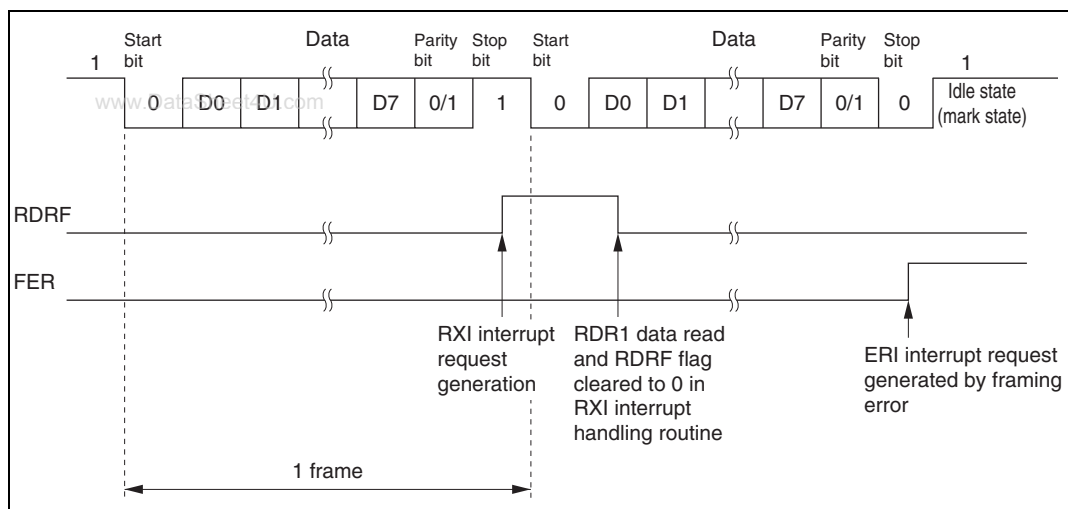 1
Start
bit
Data
Parity
bit
Stop
bit
Start
bit
Data
Parity
bit
Stop
bit
1
0 D0 D1 D7 0/1 1 0 D0 D1 D7 0/1 0
Idle state
(mark state)
www.DataSheet4U.com
RDRF
FER
RXI interrupt
request
generation
RDR1 data read
and RDRF flag
cleared to 0 in
RXI interrupt
handling routine
ERI interrupt request
generated by framing
error
1 frame